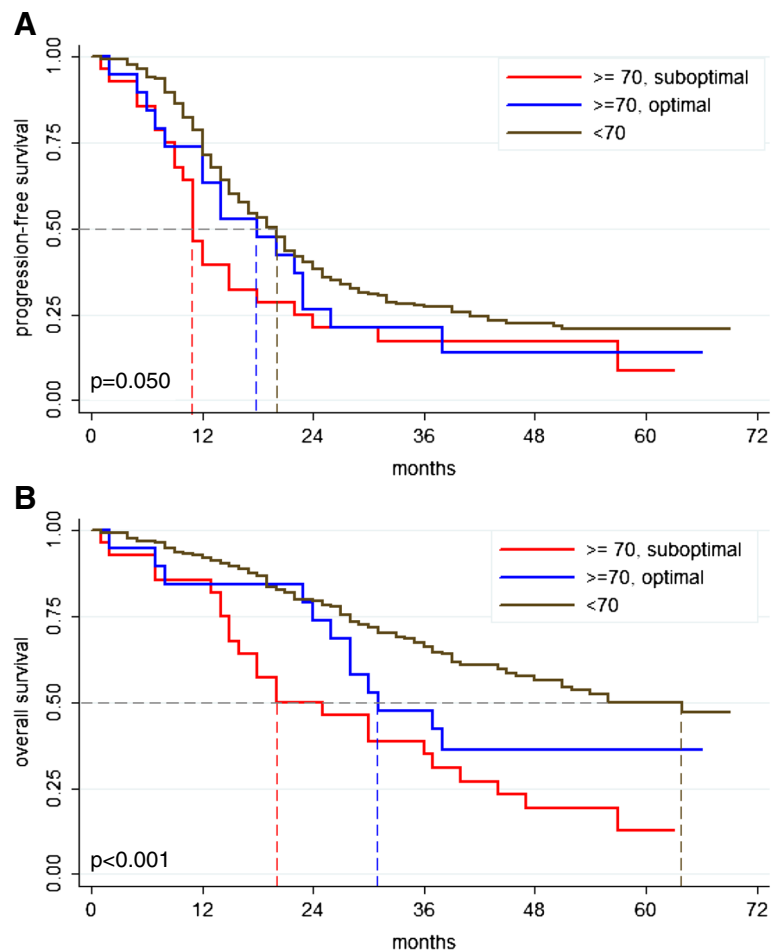 A
progression-free survival
1.00
0.75
0.50
0.25
0.00
>= 70, suboptimal
>=70, optimal
<70
p=0.050
0 12 24 36 48 60 72
months
B
overall survival
1.00
0.75
0.50
0.25
0.00
>= 70, suboptimal
>=70, optimal
<70
p<0.001
0 12 24 36 48 60 72
months